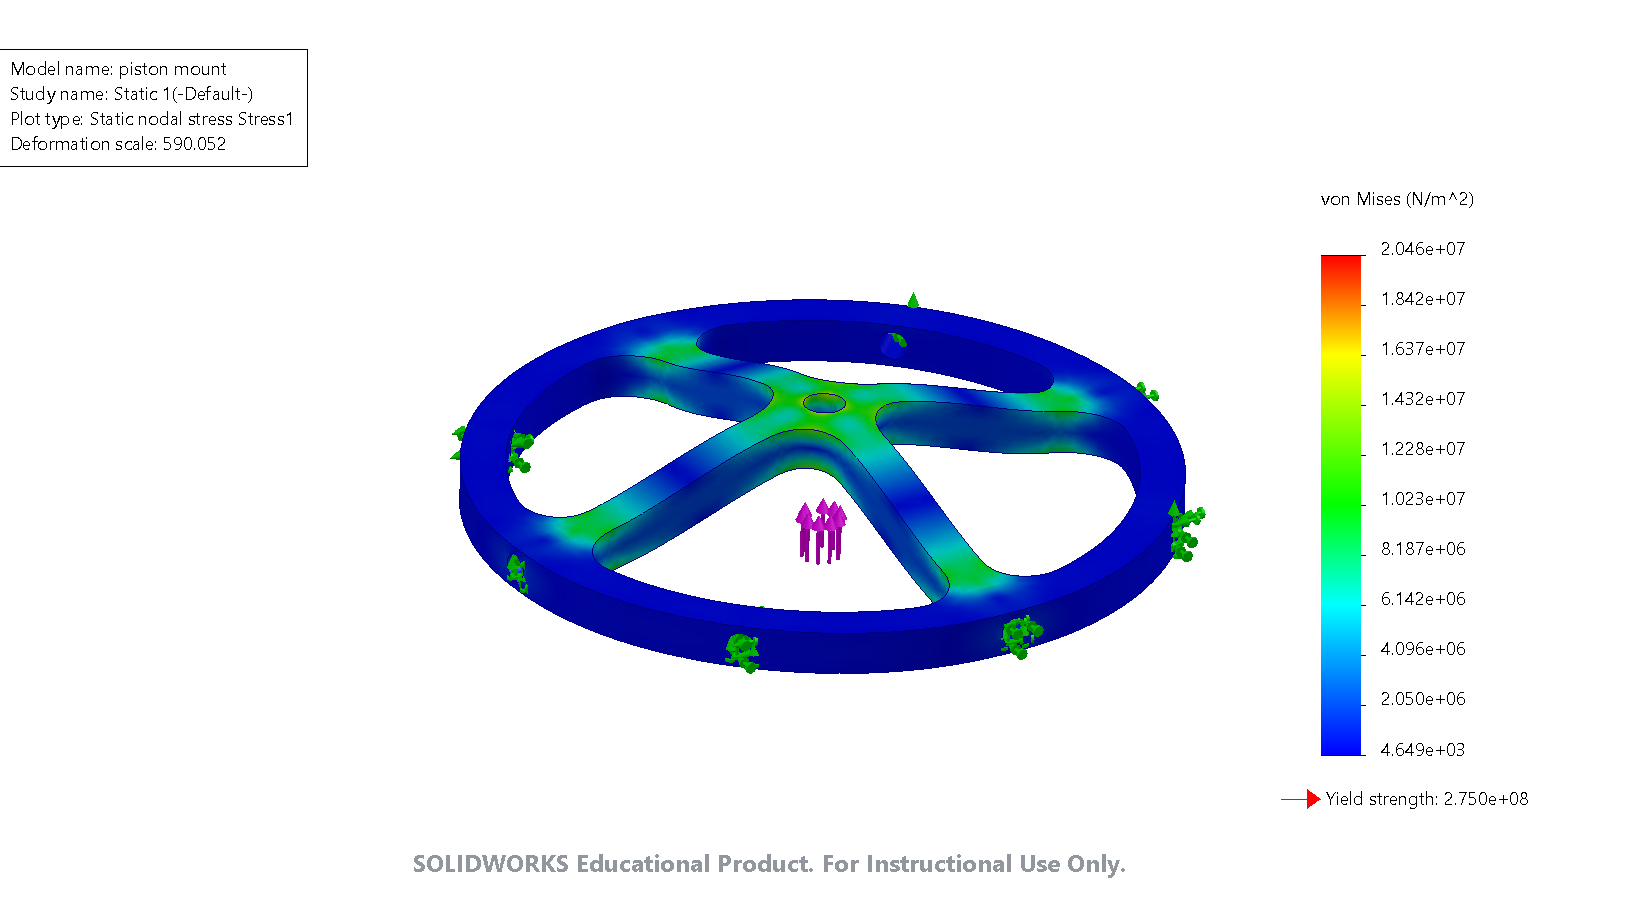 Model name: piston mount
Study name: Static 1(-Default-)
Plot type: Static nodal stress Stress1
Deformation scale: 590.052
von Mises (N/m^2)
2.046e+07
1.842e+07
1.637e+07
1.432e+07
1.228e+07
1.023e+07
8.187e+06
6.142e+06
4.096e+06
2.050e+06
4.649e+03
Yield strength: 2.750e+08
SOLIDWORKS Educational Product. For Instructional Use Only.